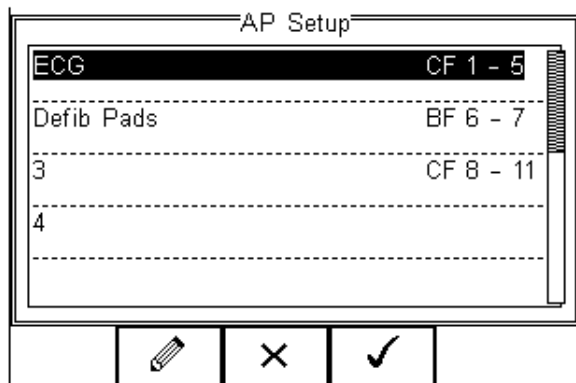 AP Setup
ECG CF 1 - 5
Defib Pads BF 6 - 7
3 CF 8 - 11
4